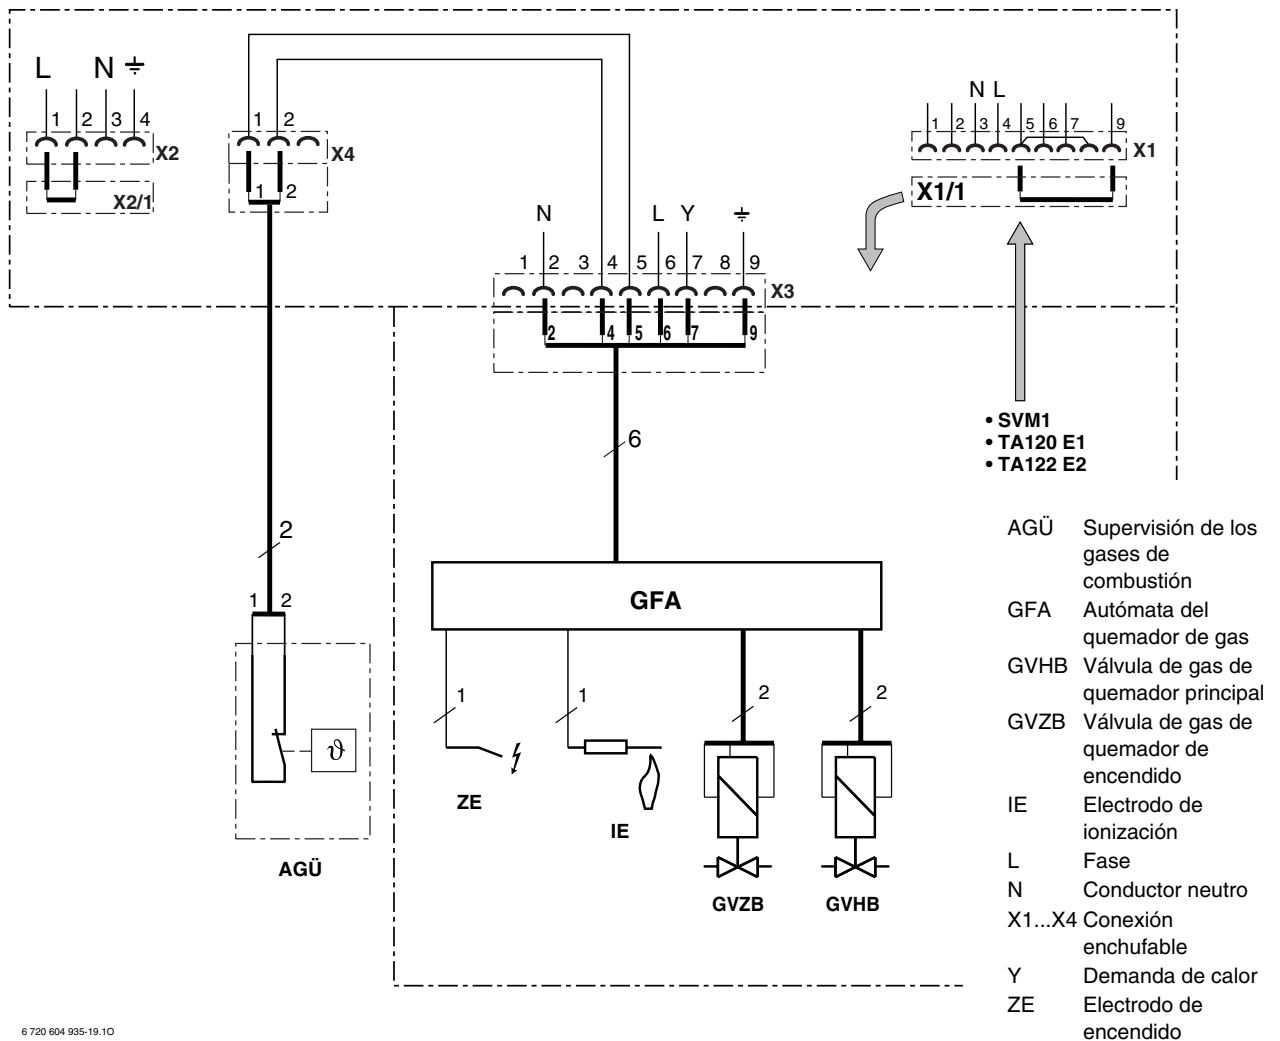 L N
1 2 3 4
X2
X2/1
1 2
X4
1 2
N L
1 2 3 4 5 6 7 9
X1
X1/1
N L Y
1 2 3 4 5 6 7 8 9
X3
2 4 5 6 7 9
• SVM1
• TA120 E1
• TA122 E2
6
2
1 2
GFA
1 1 2 2
ϑ
ZE
IE
AGÜ
GVZB GVHB
AGÜ Supervisión de los
gases de
combustión
GFA Autómata del
quemador de gas
GVHB Válvula de gas de
quemador principal
GVZB Válvula de gas de
quemador de
encendido
IE Electrodo de
ionización
L Fase
N Conductor neutro
X1...X4 Conexión
enchufable
Y Demanda de calor
ZE Electrodo de
encendido
6 720 604 935-19.1O